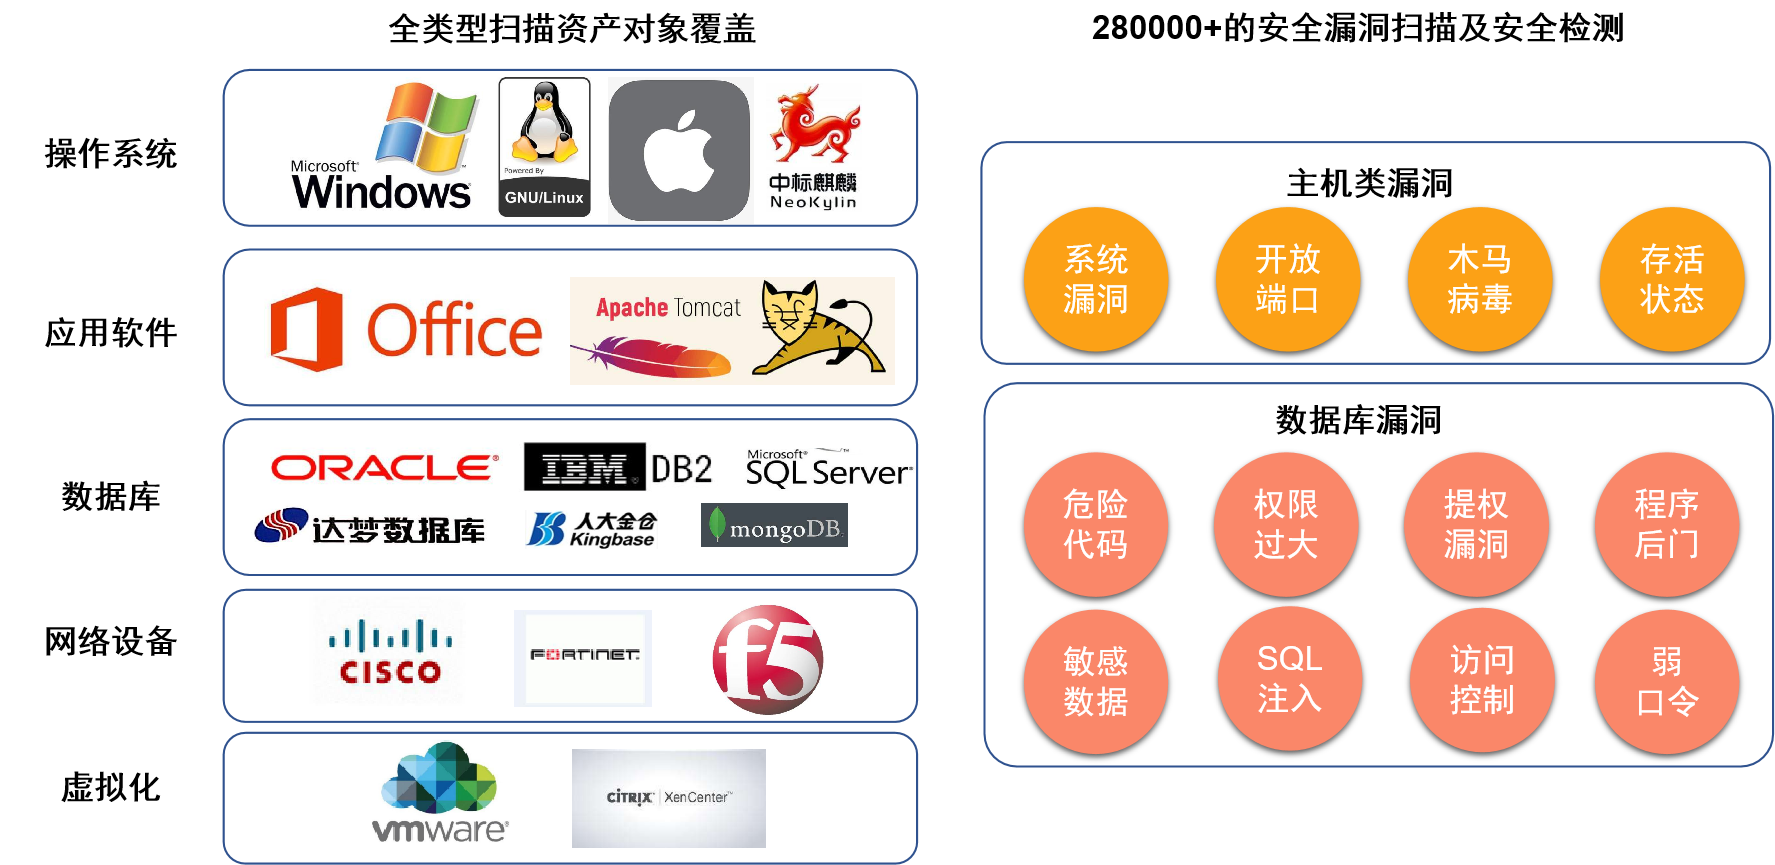 全类型扫描资产对象覆盖
操作系统
Microsoft®
Windows
Powered By
GNU/Linux
中标麒麟
NeoKylin
应用软件
Office
Apache Tomcat
数据库
ORACLE®
IBM® DB2
Microsoft®
SQL Server®
达梦数据库
人大金仓
Kingbase
mongoDB
网络设备
CISCO
FORTINET
f5
虚拟化
vmware®
CITRIX® XenCenter™
280000+的安全漏洞扫描及安全检测
主机类漏洞
系统
漏洞
开放
端口
木马
病毒
存活
状态
数据库漏洞
危险
代码
权限
过大
提权
漏洞
程序
后门
敏感
数据
SQL
注入
访问
控制
弱
口令